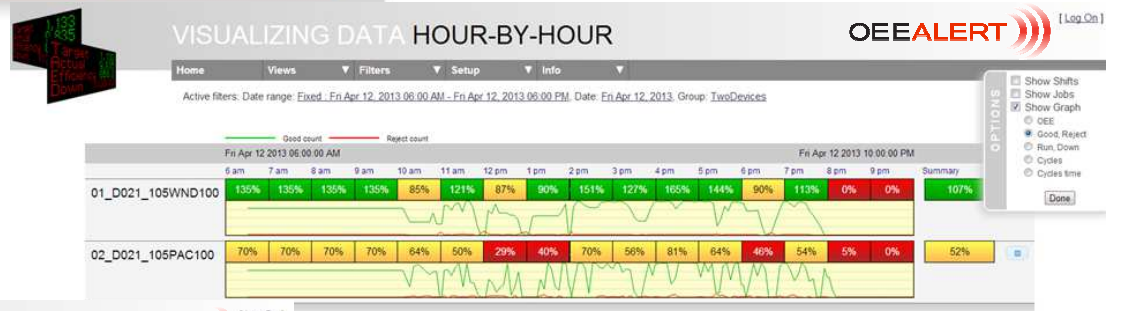 1.133
0.835
Target
Actual
Efficiency
Down
VISUALIZING DATA HOUR-BY-HOUR
OEEALERT
[ Log On ]
Home Views Filters Setup Info
Active filters: Date range: Fixed : Fri Apr 12, 2013 06:00 AM - Fri Apr 12, 2013 06:00 PM, Date: Fri Apr 12, 2013, Group: TwoDevices
OPTIONS
Show Shifts
Show Jobs
Show Graph
OEE
Good, Reject
Run, Down
Cycles
Cycles time
Done
Good count Reject count
Fri Apr 12 2013 06:00:00 AM Fri Apr 12 2013 10:00:00 PM
6 am 7 am 8 am 9 am 10 am 11 am 12 pm 1 pm 2 pm 3 pm 4 pm 5 pm 6 pm 7 pm 8 pm 9 pm Summary
01_D021_105WND100 135% 135% 135% 135% 85% 121% 87% 90% 151% 127% 165% 144% 90% 113% 0% 0% 107%
02_D021_105PAC100 70% 70% 70% 70% 64% 50% 29% 40% 70% 56% 81% 64% 46% 54% 5% 0% 52%